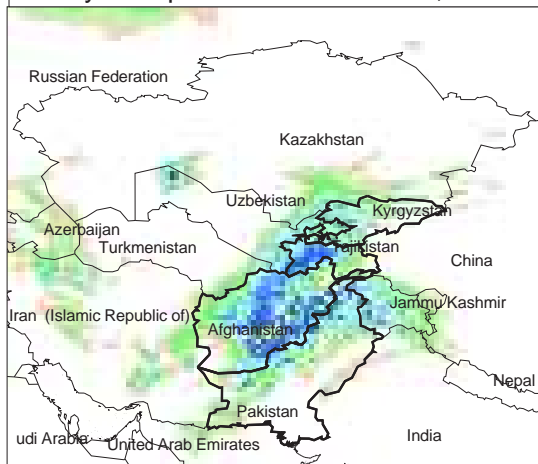 Russian Federation
Kazakhstan
Uzbekistan
Kyrgyzstan
Azerbaijan
Turkmenistan
Tajikistan
China
Iran (Islamic Republic of)
Jammu Kashmir
Afghanistan
Nepal
Pakistan
udi Arabia
United Arab Emirates
India